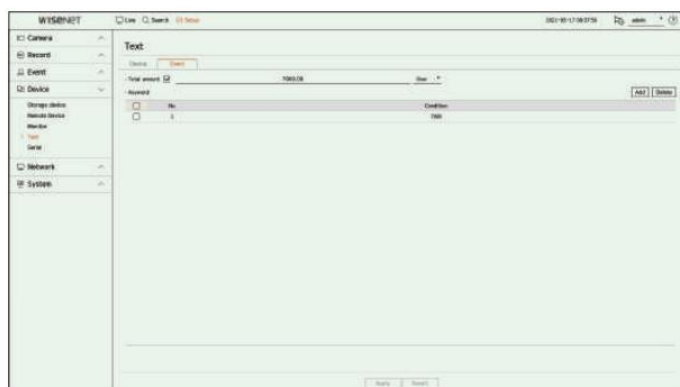 WISENET Live Search Setup admin
Camera
Record
Event
Device
Storage device
Remote Device
Monitor
Text
Serial
Network
System
Text
Device Event
Total amount
Keyword Add Delete
No. Condition
1
Apply Revert